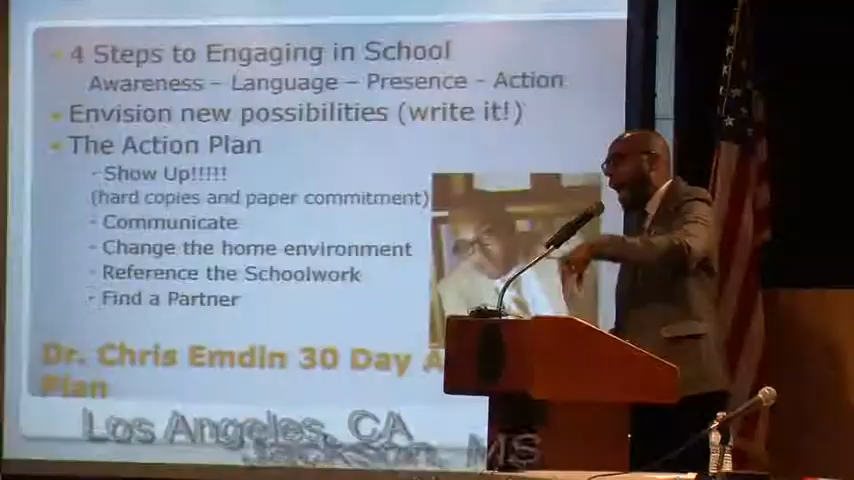 4 Steps to Engaging in School
Awareness – Language – Presence - Action
Envision new possibilities (write it!)
The Action Plan
- Show Up!!!!!
(hard copies and paper commitment)
- Communicate
- Change the home environment
- Reference the Schoolwork
- Find a Partner
Dr. Chris Emdin 30 Day A
Plan
Los Angeles, CA
Jackson, MS